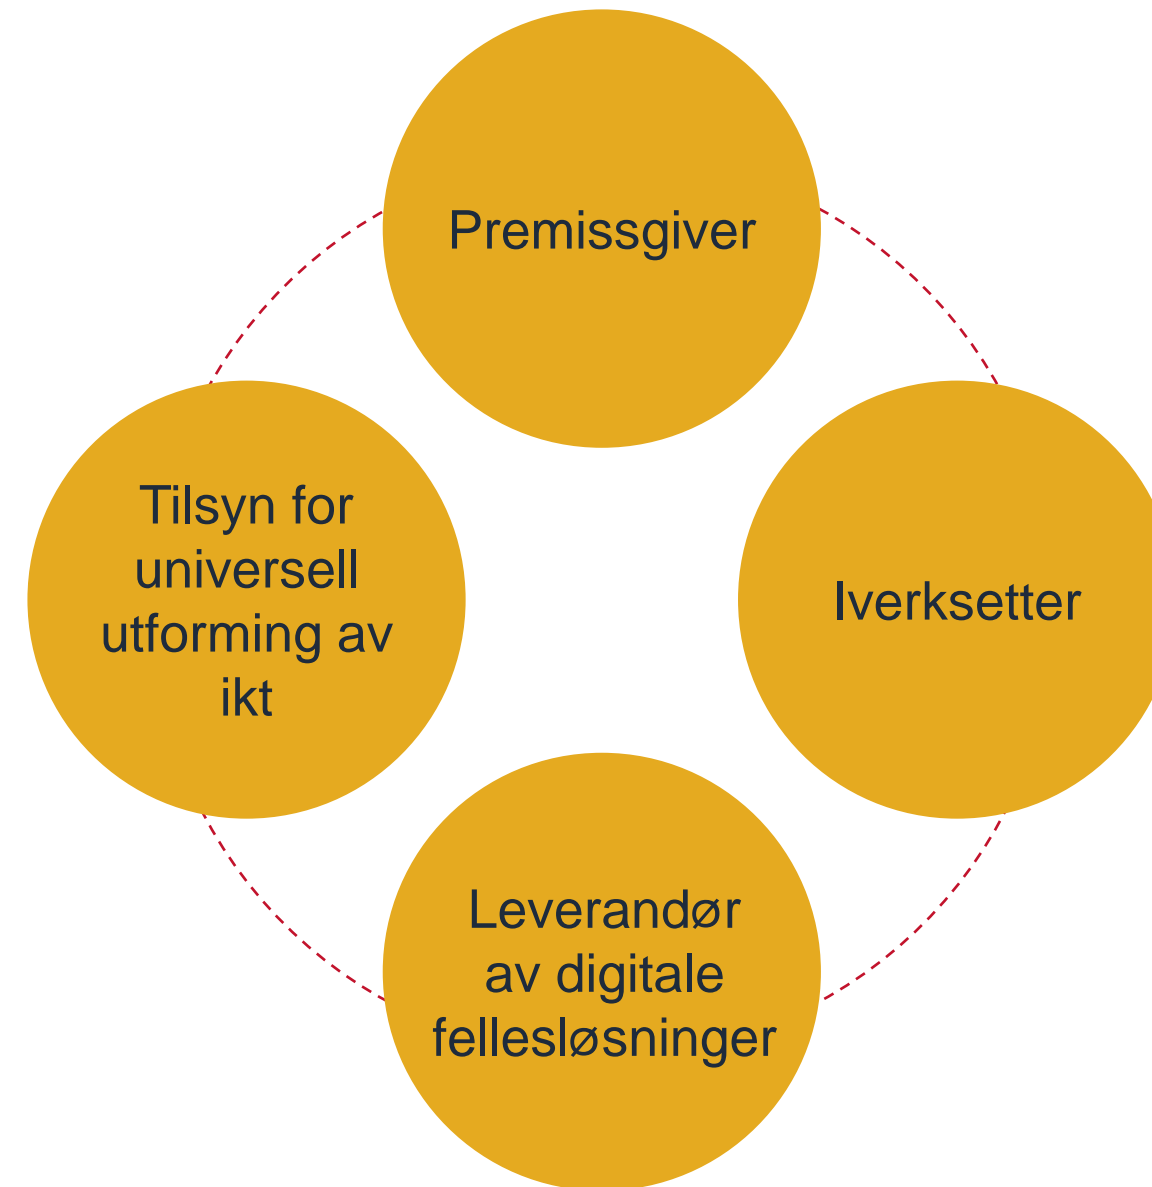 Premissgiver
Tilsyn for
universell
utforming av
ikt
Iverksetter
Leverandør
av digitale
fellesløsninger